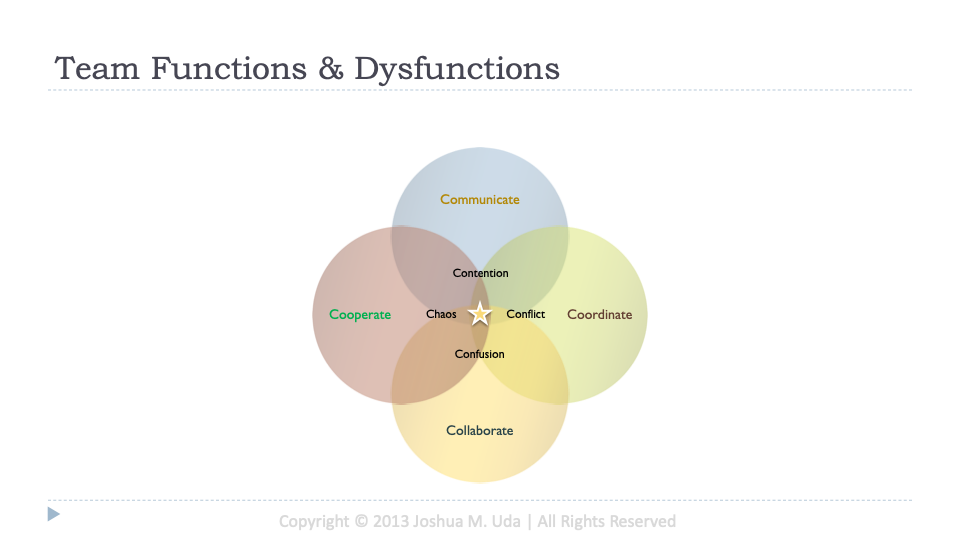 Team Functions & Dysfunctions
Communicate
Contention
Cooperate
Chaos
Conflict
Coordinate
Confusion
Collaborate
Copyright © 2013 Joshua M. Uda | All Rights Reserved